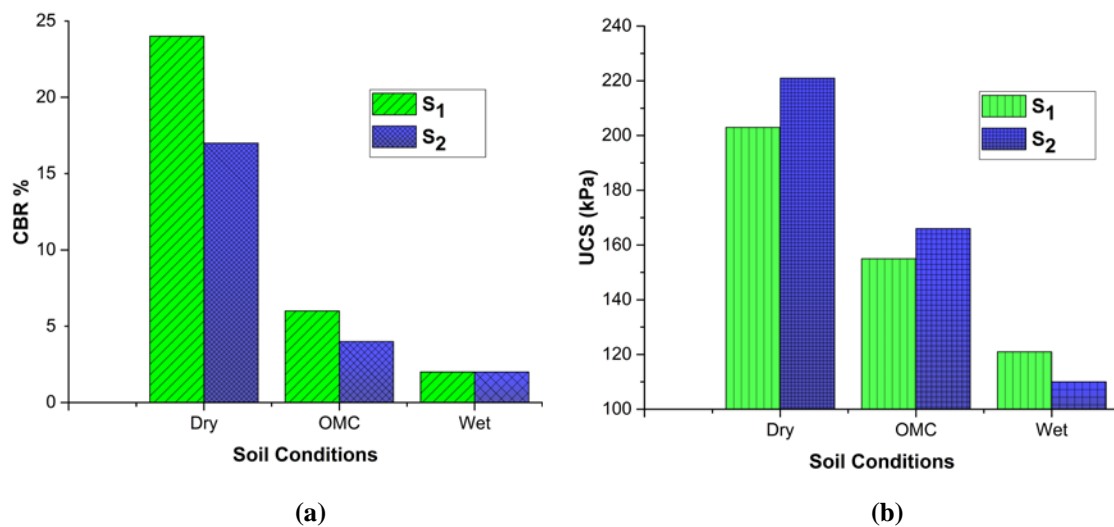 25
20
15
10
5
0
CBR %
S1
S2
Dry OMC Wet
Soil Conditions
(a)
240
220
200
180
160
140
120
100
UCS (kPa)
S1
S2
Dry OMC Wet
Soil Conditions
(b)